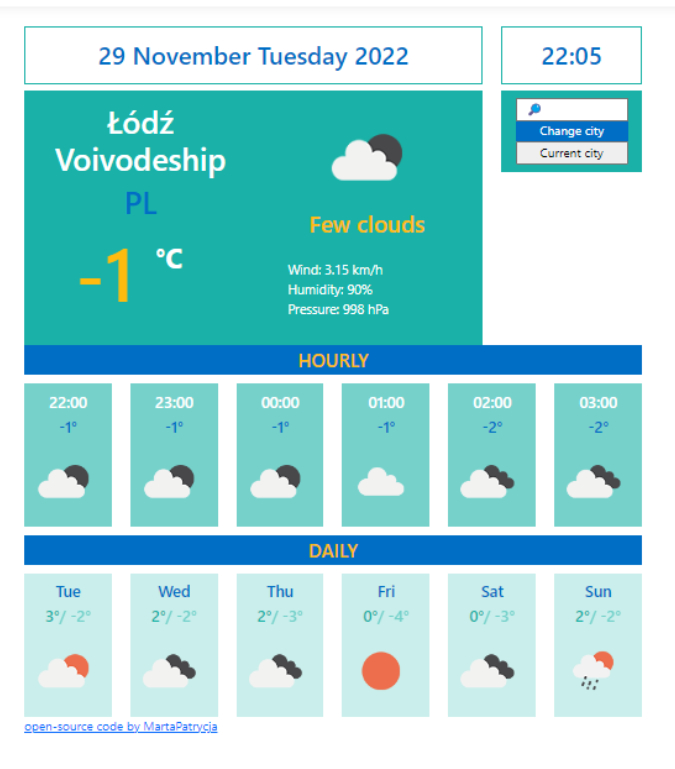 29 November Tuesday 2022
22:05
Łódź
Voivodeship
PL
-1 °C
Few clouds
Wind: 3.15 km/h
Humidity: 90%
Pressure: 998 hPa
Change city
Current city
HOURLY
22:00 23:00 00:00 01:00 02:00 03:00
-1° -1° -1° -1° -2° -2°
DAILY
Tue Wed Thu Fri Sat Sun
3°/ -2° 2°/ -2° 2°/ -3° 0°/ -4° 0°/ -3° 2°/ -2°
open-source code by MartaPatrycja